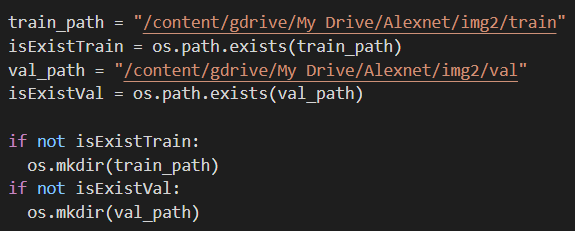 train_path = "/content/gdrive/My Drive/Alexnet/img2/train"
isExistTrain = os.path.exists(train_path)
val_path = "/content/gdrive/My Drive/Alexnet/img2/val"
isExistVal = os.path.exists(val_path)

if not isExistTrain:
  os.mkdir(train_path)
if not isExistVal:
  os.mkdir(val_path)